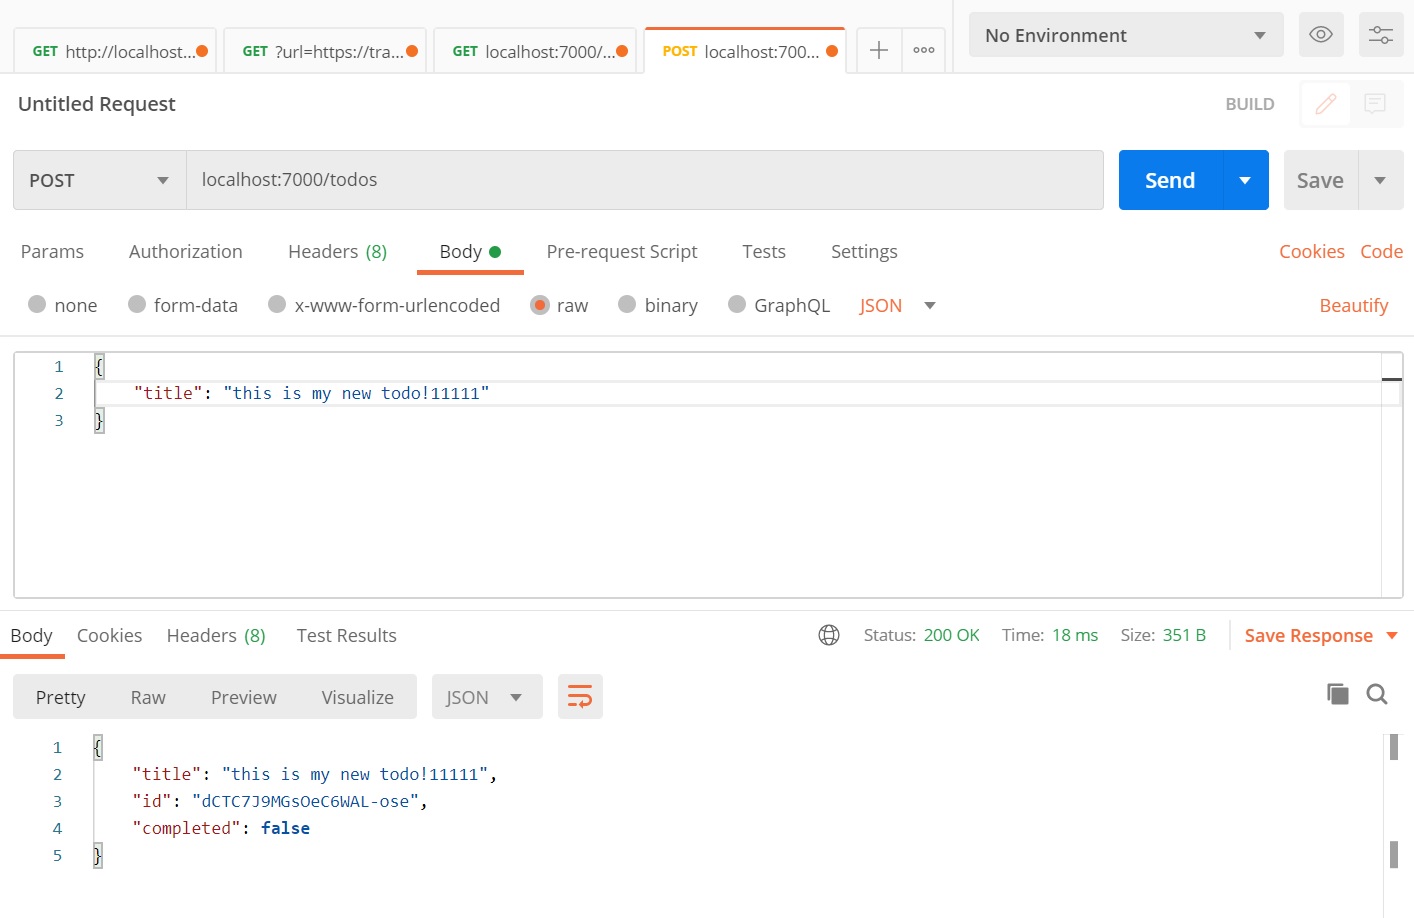 GET http://localhost... GET ?url=https://tra... GET localhost:7000/... POST localhost:700... No Environment
Untitled Request BUILD
POST localhost:7000/todos Send Save
Params Authorization Headers (8) Body Pre-request Script Tests Settings Cookies Code
none form-data x-www-form-urlencoded raw binary GraphQL JSON Beautify
1 {
2 "title": "this is my new todo!11111"
3 }
Body Cookies Headers (8) Test Results Status: 200 OK Time: 18 ms Size: 351 B Save Response
Pretty Raw Preview Visualize JSON
1 {
2 "title": "this is my new todo!11111",
3 "id": "dCTC7J9MGsOeC6WAL-ose",
4 "completed": false
5 }